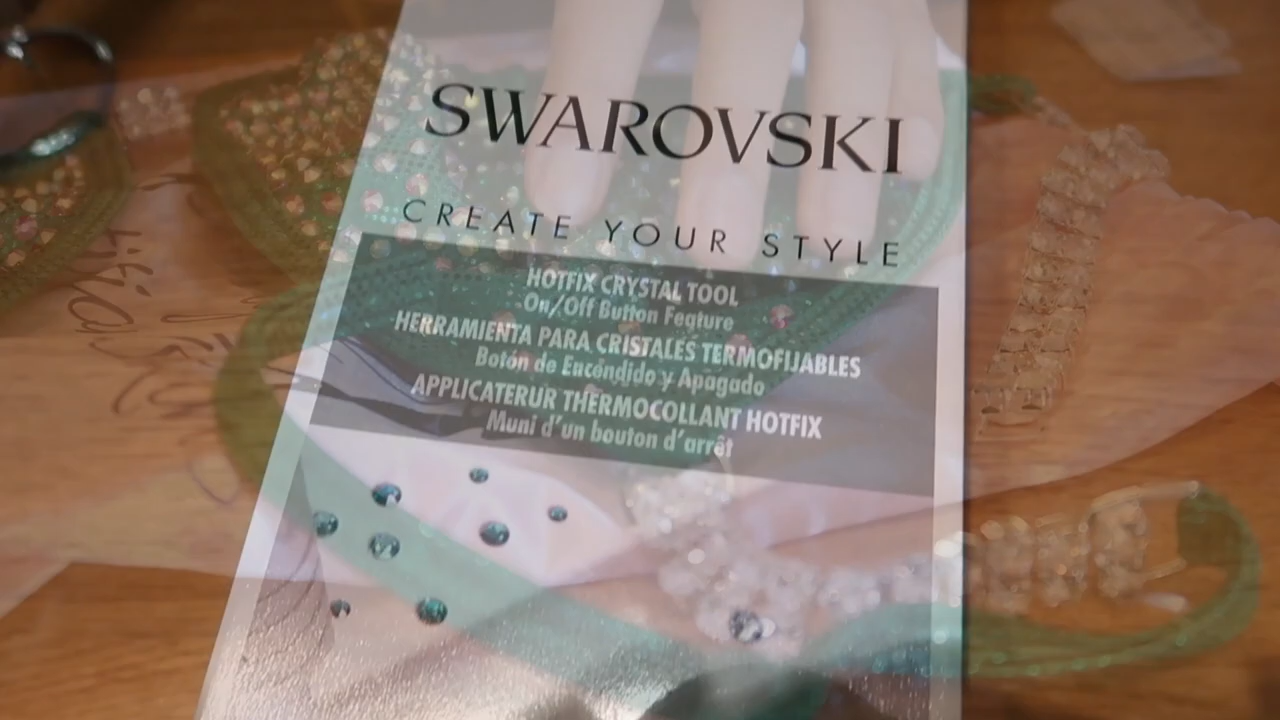 SWAROVSKI
CREATE YOUR STYLE
HOTFIX CRYSTAL TOOL
On/Off Button Feature
HERRAMIENTA PARA CRISTALES TERMOFIJABLES
Botón de Encéndido y Apagado
APPLICATERUR THERMOCOLLANT HOTFIX
Muni d'un bouton d'arrêt